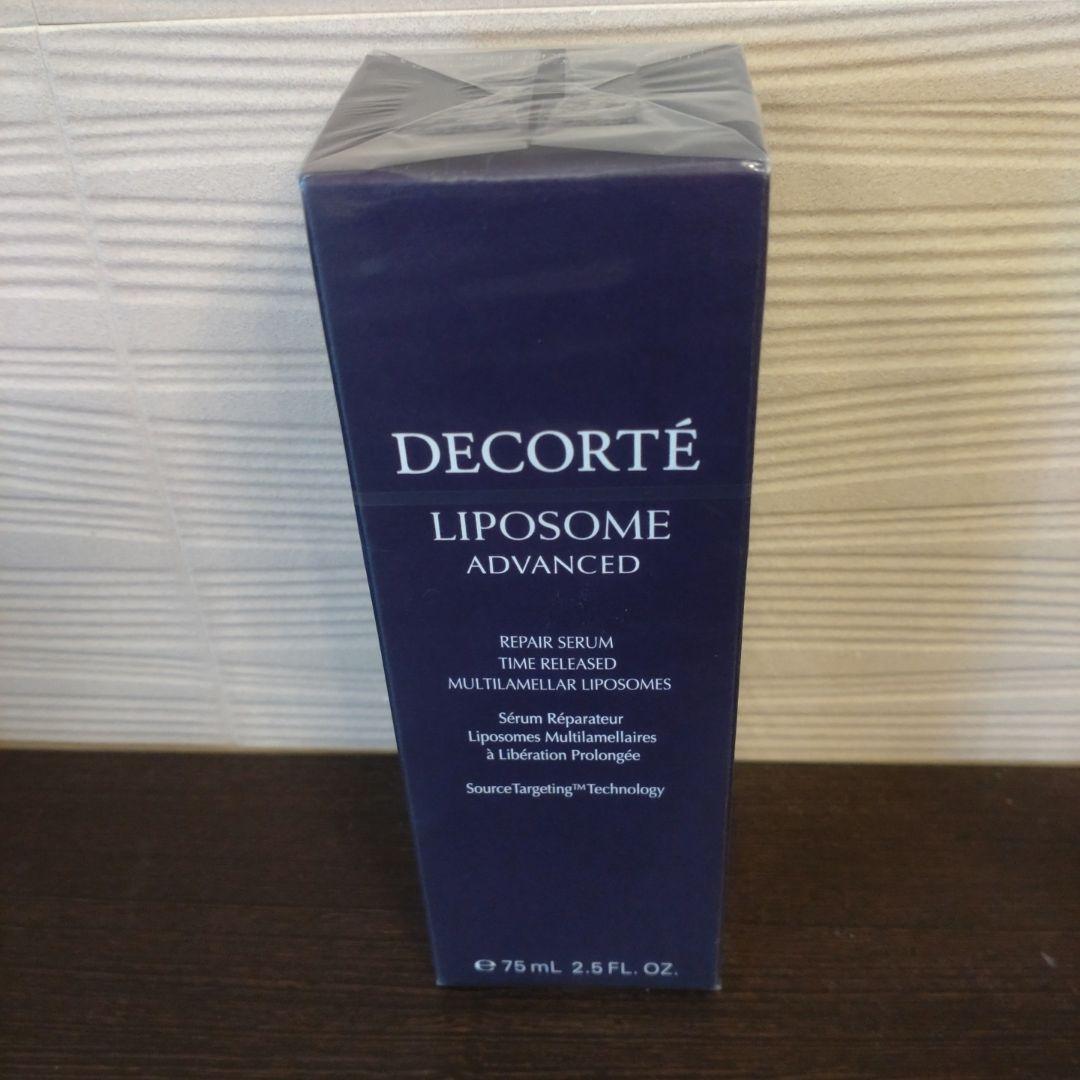 DECORTÉ
LIPOSOME
ADVANCED
REPAIR SERUM
TIME RELEASED
MULTILAMELLAR LIPOSOMES
Sérum Réparateur
Liposomes Multilamellaires
à Libération Prolongée
SourceTargeting™Technology
℮ 75 mL 2.5 FL. OZ.